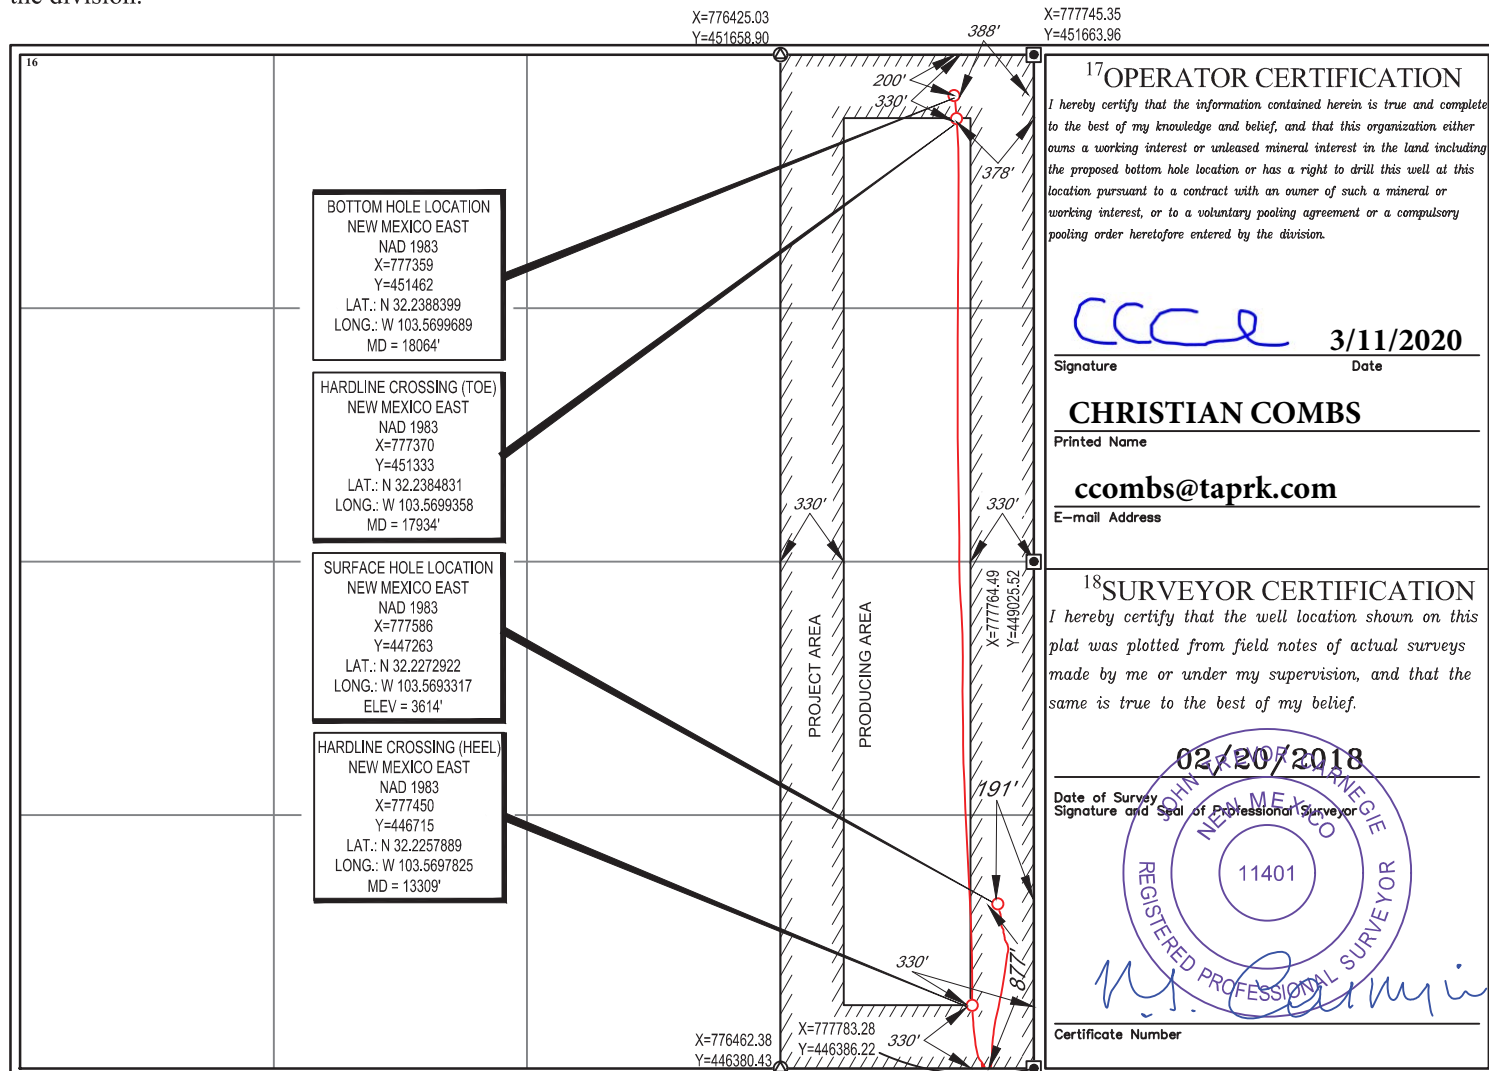 the division.
X=776425.03
Y=451658.90
X=777745.35
Y=451663.96
16
388'
200'
330'
378'
BOTTOM HOLE LOCATION
NEW MEXICO EAST
NAD 1983
X=777359
Y=451462
LAT.: N 32.2388399
LONG.: W 103.5699689
MD = 18064'
HARDLINE CROSSING (TOE)
NEW MEXICO EAST
NAD 1983
X=777370
Y=451333
LAT.: N 32.2384831
LONG.: W 103.5699358
MD = 17934'
SURFACE HOLE LOCATION
NEW MEXICO EAST
NAD 1983
X=777586
Y=447263
LAT.: N 32.2272922
LONG.: W 103.5693317
ELEV = 3614'
HARDLINE CROSSING (HEEL)
NEW MEXICO EAST
NAD 1983
X=777450
Y=446715
LAT.: N 32.2257889
LONG.: W 103.5697825
MD = 13309'
330'
330'
PROJECT AREA
PRODUCING AREA
X=777764.49
Y=449025.52
191'
877'
330'
330'
X=776462.38
Y=446380.43
X=777783.28
Y=446386.22
17 OPERATOR CERTIFICATION
I hereby certify that the information contained herein is true and complete
to the best of my knowledge and belief, and that this organization either
owns a working interest or unleased mineral interest in the land including
the proposed bottom hole location or has a right to drill this well at this
location pursuant to a contract with an owner of such a mineral or
working interest, or to a voluntary pooling agreement or a compulsory
pooling order heretofore entered by the division.
3/11/2020
Signature Date
CHRISTIAN COMBS
Printed Name
ccombs@taprk.com
E-mail Address
18 SURVEYOR CERTIFICATION
I hereby certify that the well location shown on this
plat was plotted from field notes of actual surveys
made by me or under my supervision, and that the
same is true to the best of my belief.
02/20/2018
Date of Survey
Signature and Seal of Professional Surveyor
JOHN TREVOR CARNEGIE
NEW MEXICO
11401
REGISTERED PROFESSIONAL SURVEYOR
Certificate Number